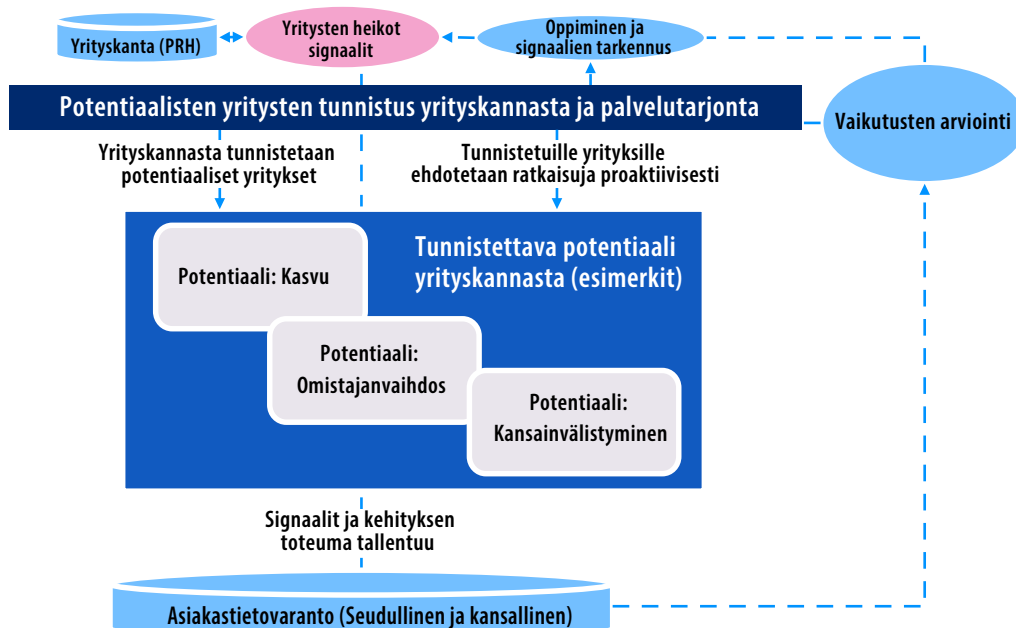 Yrityskanta (PRH)
Yritysten heikot
signaalit
Oppiminen ja
signaalien tarkennus
Potentiaalisten yritysten tunnistus yrityskannasta ja palvelutarjonta
Vaikutusten arviointi
Yrityskannasta tunnistetaan
potentiaaliset yritykset
Tunnistetuille yrityksille
ehdotetaan ratkaisuja proaktiivisesti
Tunnistettava potentiaali
yrityskannasta (esimerkit)
Potentiaali: Kasvu
Potentiaali:
Omistajanvaihdos
Potentiaali:
Kansainvälistyminen
Signaalit ja kehityksen
toteuma tallentuu
Asiakastietovaranto (Seudullinen ja kansallinen)